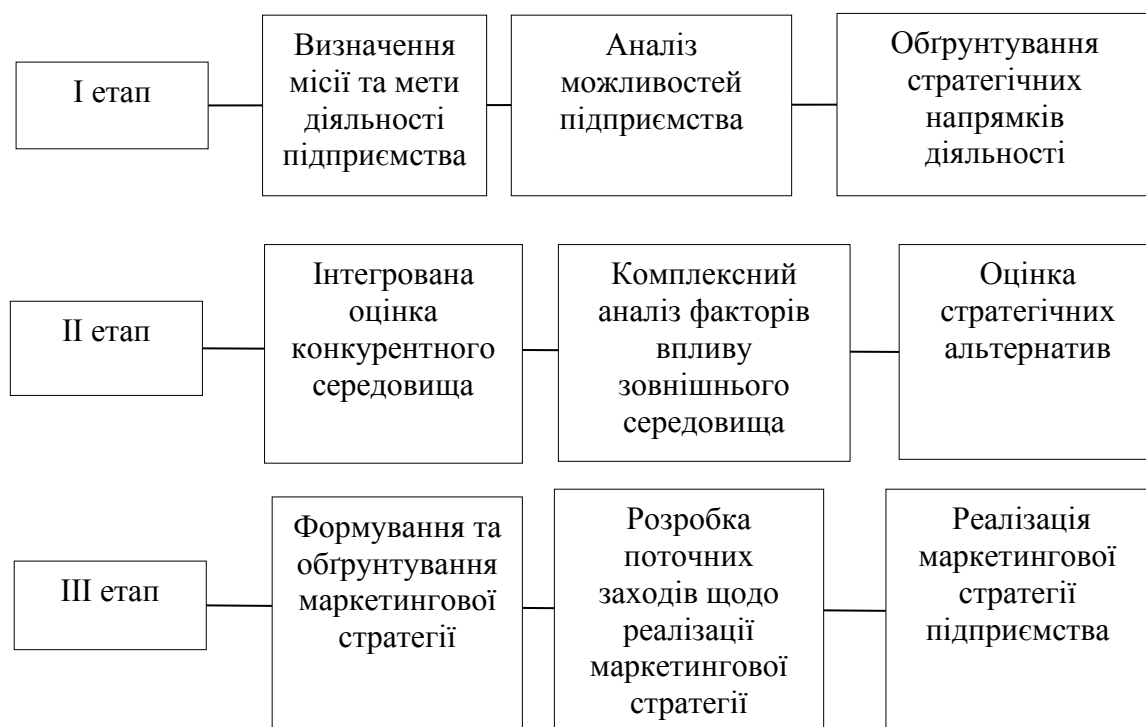 І етап
Визначення
місії та мети
діяльності
підприємства
Аналіз
можливостей
підприємства
Обґрунтування
стратегічних
напрямків
діяльності
ІІ етап
Інтегрована
оцінка
конкурентного
середовища
Комплексний
аналіз факторів
впливу
зовнішнього
середовища
Оцінка
стратегічних
альтернатив
ІІІ етап
Формування та
обґрунтування
маркетингової
стратегії
Розробка
поточних
заходів щодо
реалізації
маркетингової
стратегії
Реалізація
маркетингової
стратегії
підприємства